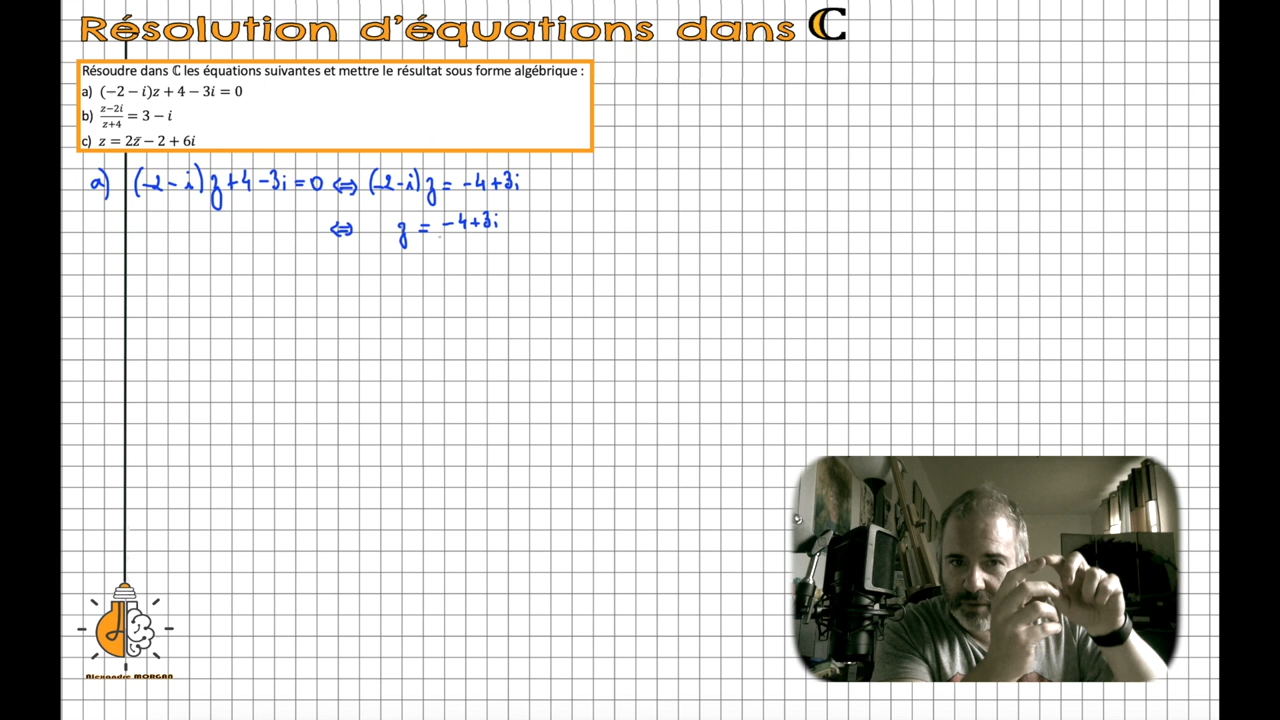 Résolution d'équations dans ℂ
Résoudre dans ℂ les équations suivantes et mettre le résultat sous forme algébrique :
a) (−2 − i)z + 4 − 3i = 0
b) z−2i / z+4 = 3 − i
c) z = 2z̄ − 2 + 6i
a) (-2-i)z+4-3i=0 ⇔ (-2-i)z = -4+3i
⇔ z = -4+3i
Alexandre MORGAN